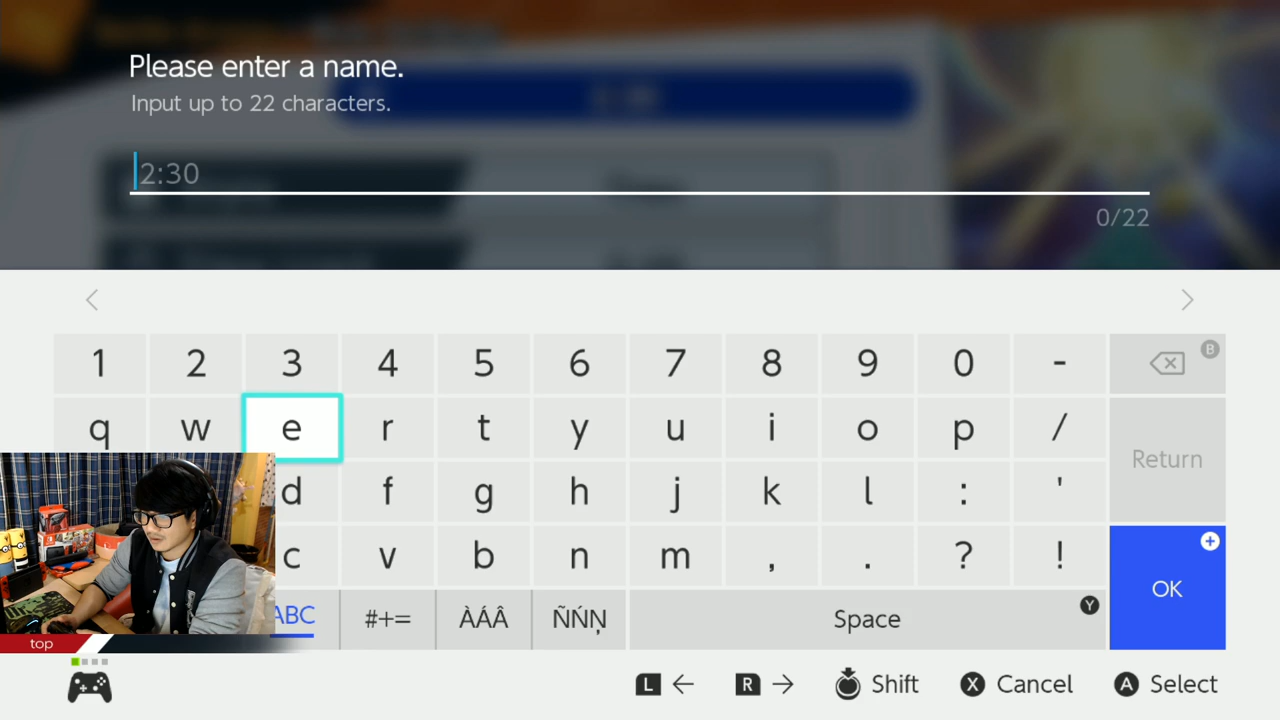 Please enter a name.
Input up to 22 characters.
2:30
0/22
1 2 3 4 5 6 7 8 9 0 -
B
q w e r t y u i o p /
Return
d f g h j k l : '
c v b n m , . ? !
+
OK
ABC #+= ÀÁÂ ÑŃŅ Space Y
top
L ← R → Shift X Cancel A Select